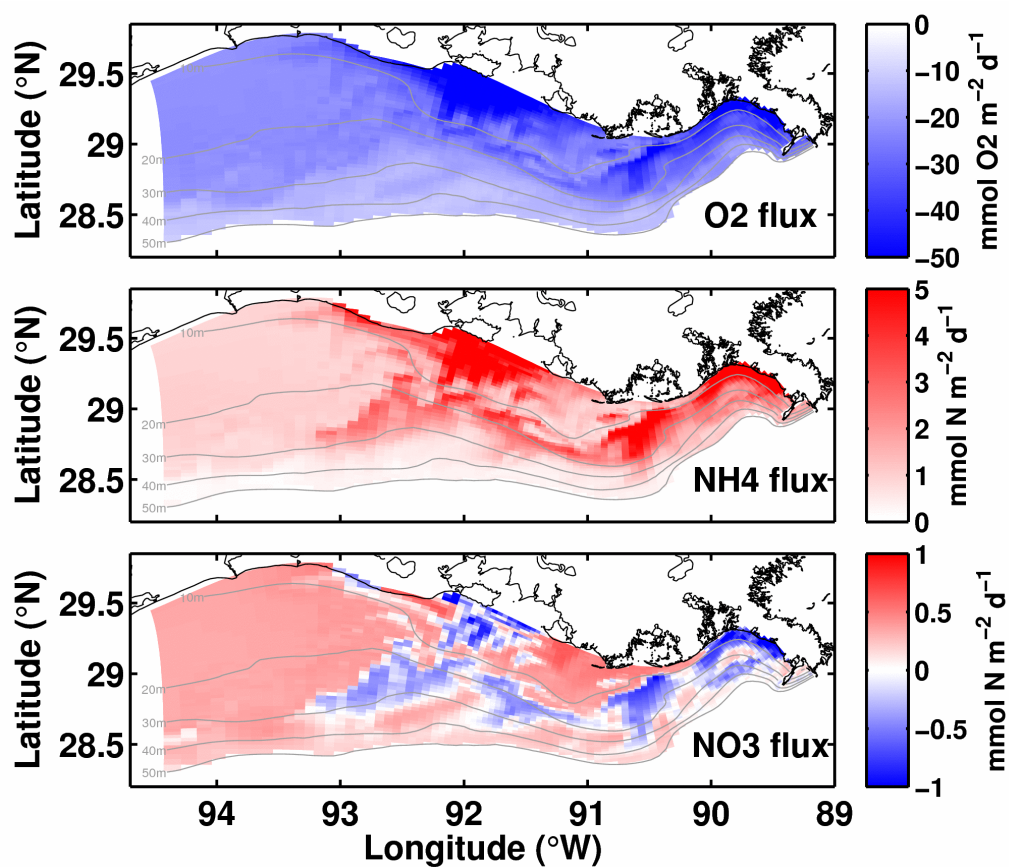 Latitude (°N)
29.5
29
28.5
20m
30m
40m
50m
O2 flux
0
−10
−20
−30
−40
−50
mmol O2 m−2 d−1
Latitude (°N)
29.5
29
28.5
10m
20m
30m
40m
50m
NH4 flux
5
4
3
2
1
0
mmol N m−2 d−1
Latitude (°N)
29.5
29
28.5
10m
20m
30m
40m
50m
NO3 flux
1
0.5
0
−0.5
−1
mmol N m−2 d−1
94 93 92 91 90 89
Longitude (°W)